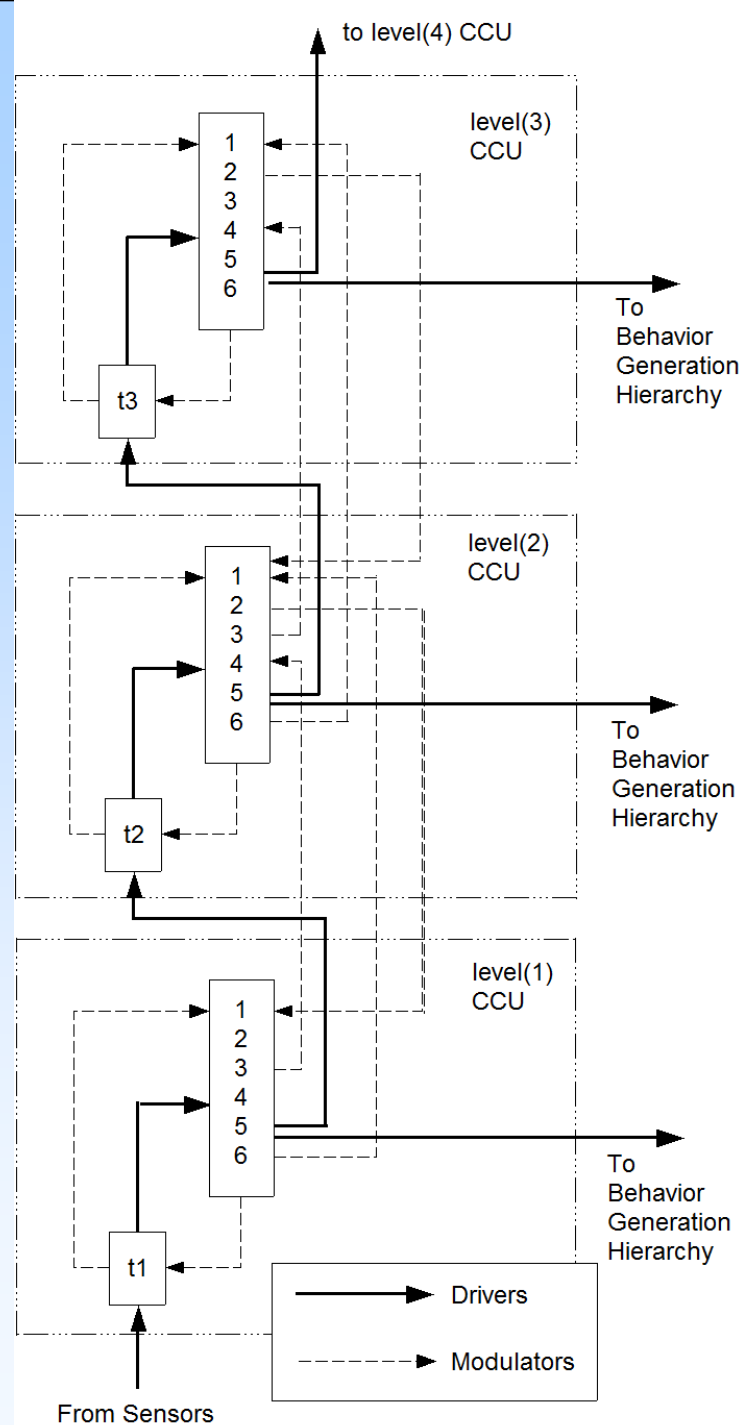 to level(4) CCU
level(3)
CCU
1
2
3
4
5
6
To
Behavior
Generation
Hierarchy
t3
level(2)
CCU
1
2
3
4
5
6
To
Behavior
Generation
Hierarchy
t2
level(1)
CCU
1
2
3
4
5
6
To
Behavior
Generation
Hierarchy
t1
Drivers
Modulators
From Sensors